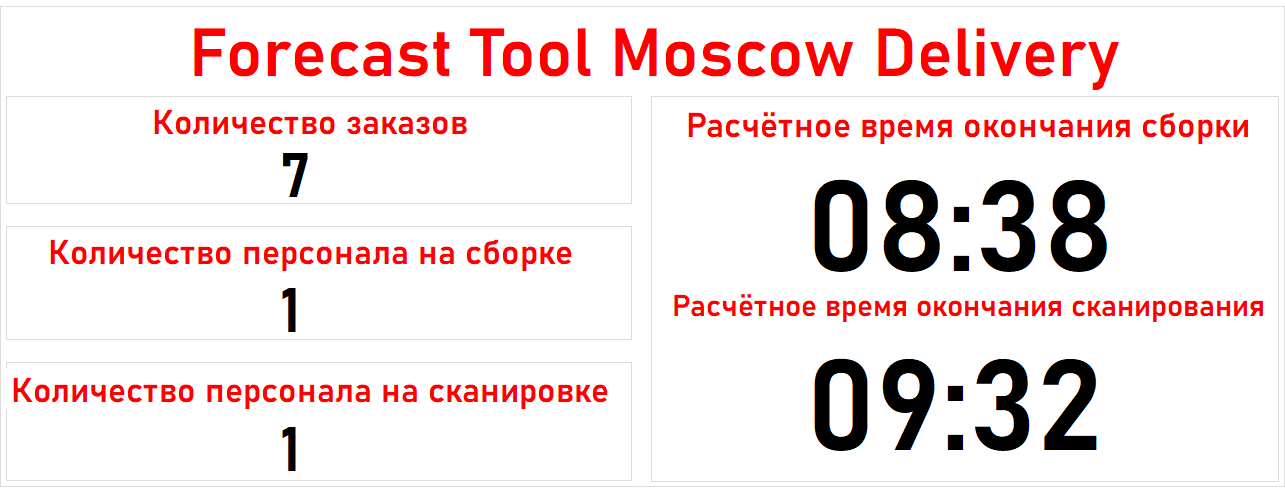 Forecast Tool Moscow Delivery
Количество заказов
7
Количество персонала на сборке
1
Количество персонала на сканировке
1
Расчётное время окончания сборки
08:38
Расчётное время окончания сканирования
09:32